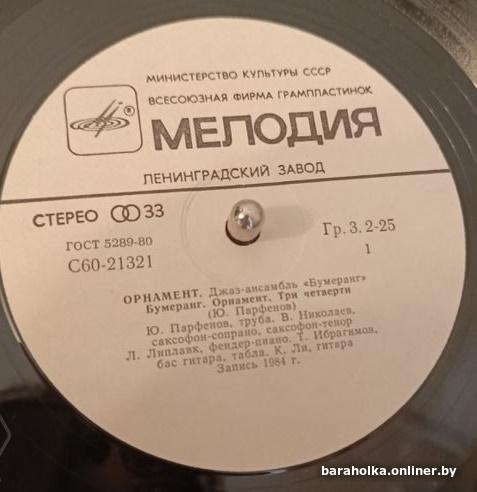 МИНИСТЕРСТВО КУЛЬТУРЫ СССР
ВСЕСОЮЗНАЯ ФИРМА ГРАМПЛАСТИНОК
МЕЛОДИЯ
ЛЕНИНГРАДСКИЙ ЗАВОД
СТЕРЕО 33
ГОСТ 5289-80
Гр. 3. 2-25
С60-21321
1
ОРНАМЕНТ. Джаз-ансамбль «Бумеранг»
Бумеранг. Орнамент. Три четверти
(Ю. Парфенов)
Ю. Парфенов, труба. В. Николаев,
саксофон-сопрано, саксофон-тенор
Л. Липлавк, фендер-пиано. Т. Ибрагимов,
бас гитара, табла. К. Ли, гитара
Запись 1984 г.
baraholka.onliner.by